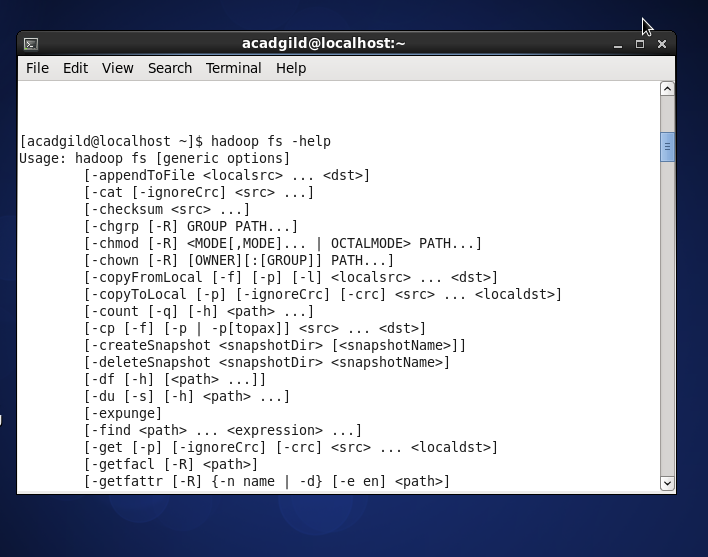 acadgild@localhost:~
File Edit View Search Terminal Help
[acadgild@localhost ~]$ hadoop fs -help
Usage: hadoop fs [generic options]
[-appendToFile <localsrc> ... <dst>]
[-cat [-ignoreCrc] <src> ...]
[-checksum <src> ...]
[-chgrp [-R] GROUP PATH...]
[-chmod [-R] <MODE[,MODE]... | OCTALMODE> PATH...]
[-chown [-R] [OWNER][:[GROUP]] PATH...]
[-copyFromLocal [-f] [-p] [-l] <localsrc> ... <dst>]
[-copyToLocal [-p] [-ignoreCrc] [-crc] <src> ... <localdst>]
[-count [-q] [-h] <path> ...]
[-cp [-f] [-p | -p[topax]] <src> ... <dst>]
[-createSnapshot <snapshotDir> [<snapshotName>]]
[-deleteSnapshot <snapshotDir> <snapshotName>]
[-df [-h] [<path> ...]]
[-du [-s] [-h] <path> ...]
[-expunge]
[-find <path> ... <expression> ...]
[-get [-p] [-ignoreCrc] [-crc] <src> ... <localdst>]
[-getfacl [-R] <path>]
[-getfattr [-R] {-n name | -d} [-e en] <path>]